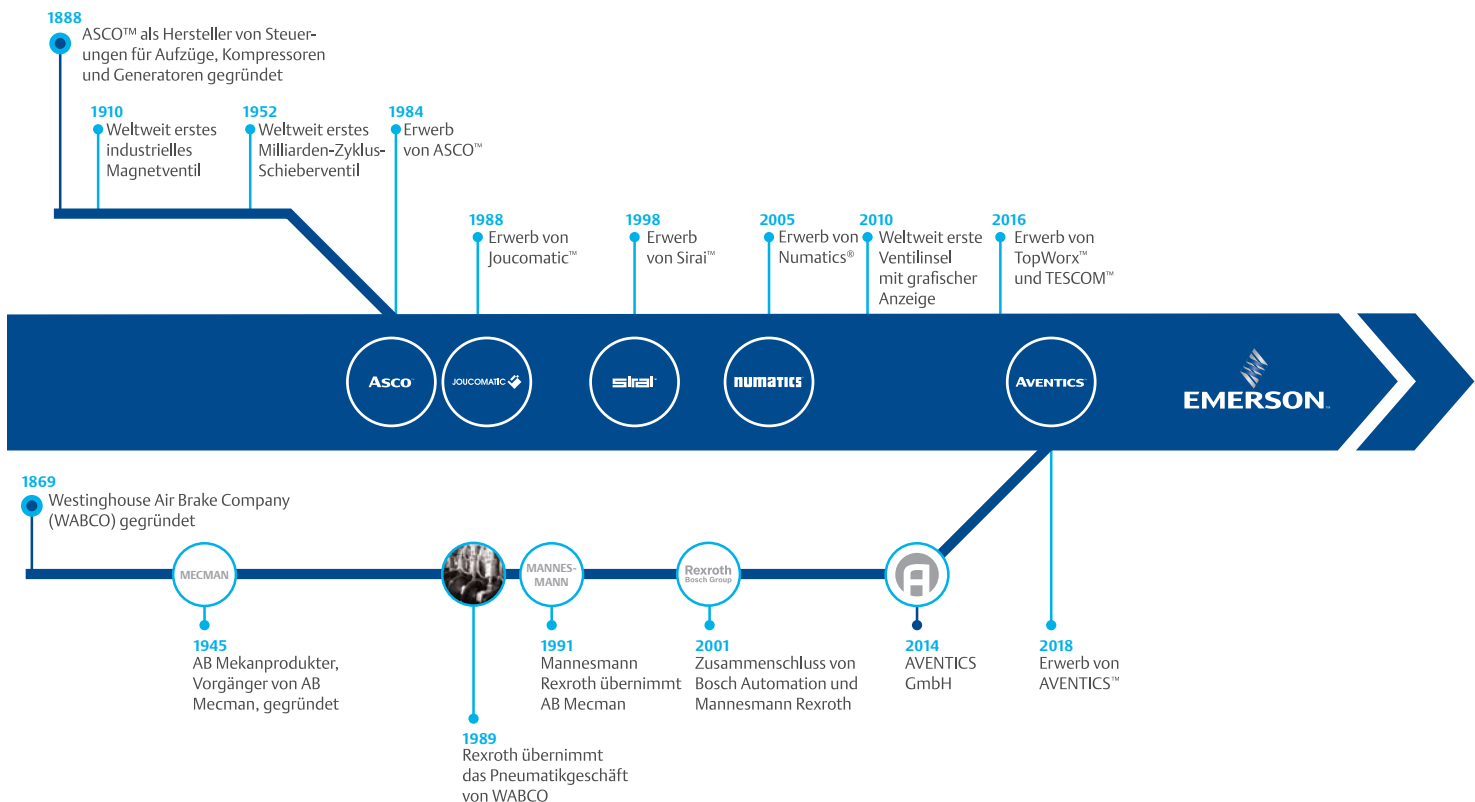 1888
ASCO™ als Hersteller von Steuer-
ungen für Aufzüge, Kompressoren
und Generatoren gegründet
1910
Weltweit erstes
industrielles
Magnetventil
1952
Weltweit erstes
Milliarden-Zyklus-
Schieberventil
1984
Erwerb
von ASCO™
1988
Erwerb von
Joucomatic™
1998
Erwerb
von Sirai™
2005
Erwerb von
Numatics®
2010
Weltweit erste
Ventilinsel
mit grafischer
Anzeige
2016
Erwerb von
TopWorx™
und TESCOM™
ASCO™
JOUCOMATIC
sirai™
numatics™
AVENTICS™
EMERSON™
1869
Westinghouse Air Brake Company
(WABCO) gegründet
MECMAN
1945
AB Mekanprodukter,
Vorgänger von AB
Mecman, gegründet
1989
Rexroth übernimmt
das Pneumatikgeschäft
von WABCO
MANNES-
MANN
1991
Mannesmann
Rexroth übernimmt
AB Mecman
Rexroth
Bosch Group
2001
Zusammenschluss von
Bosch Automation und
Mannesmann Rexroth
2014
AVENTICS
GmbH
2018
Erwerb von
AVENTICS™